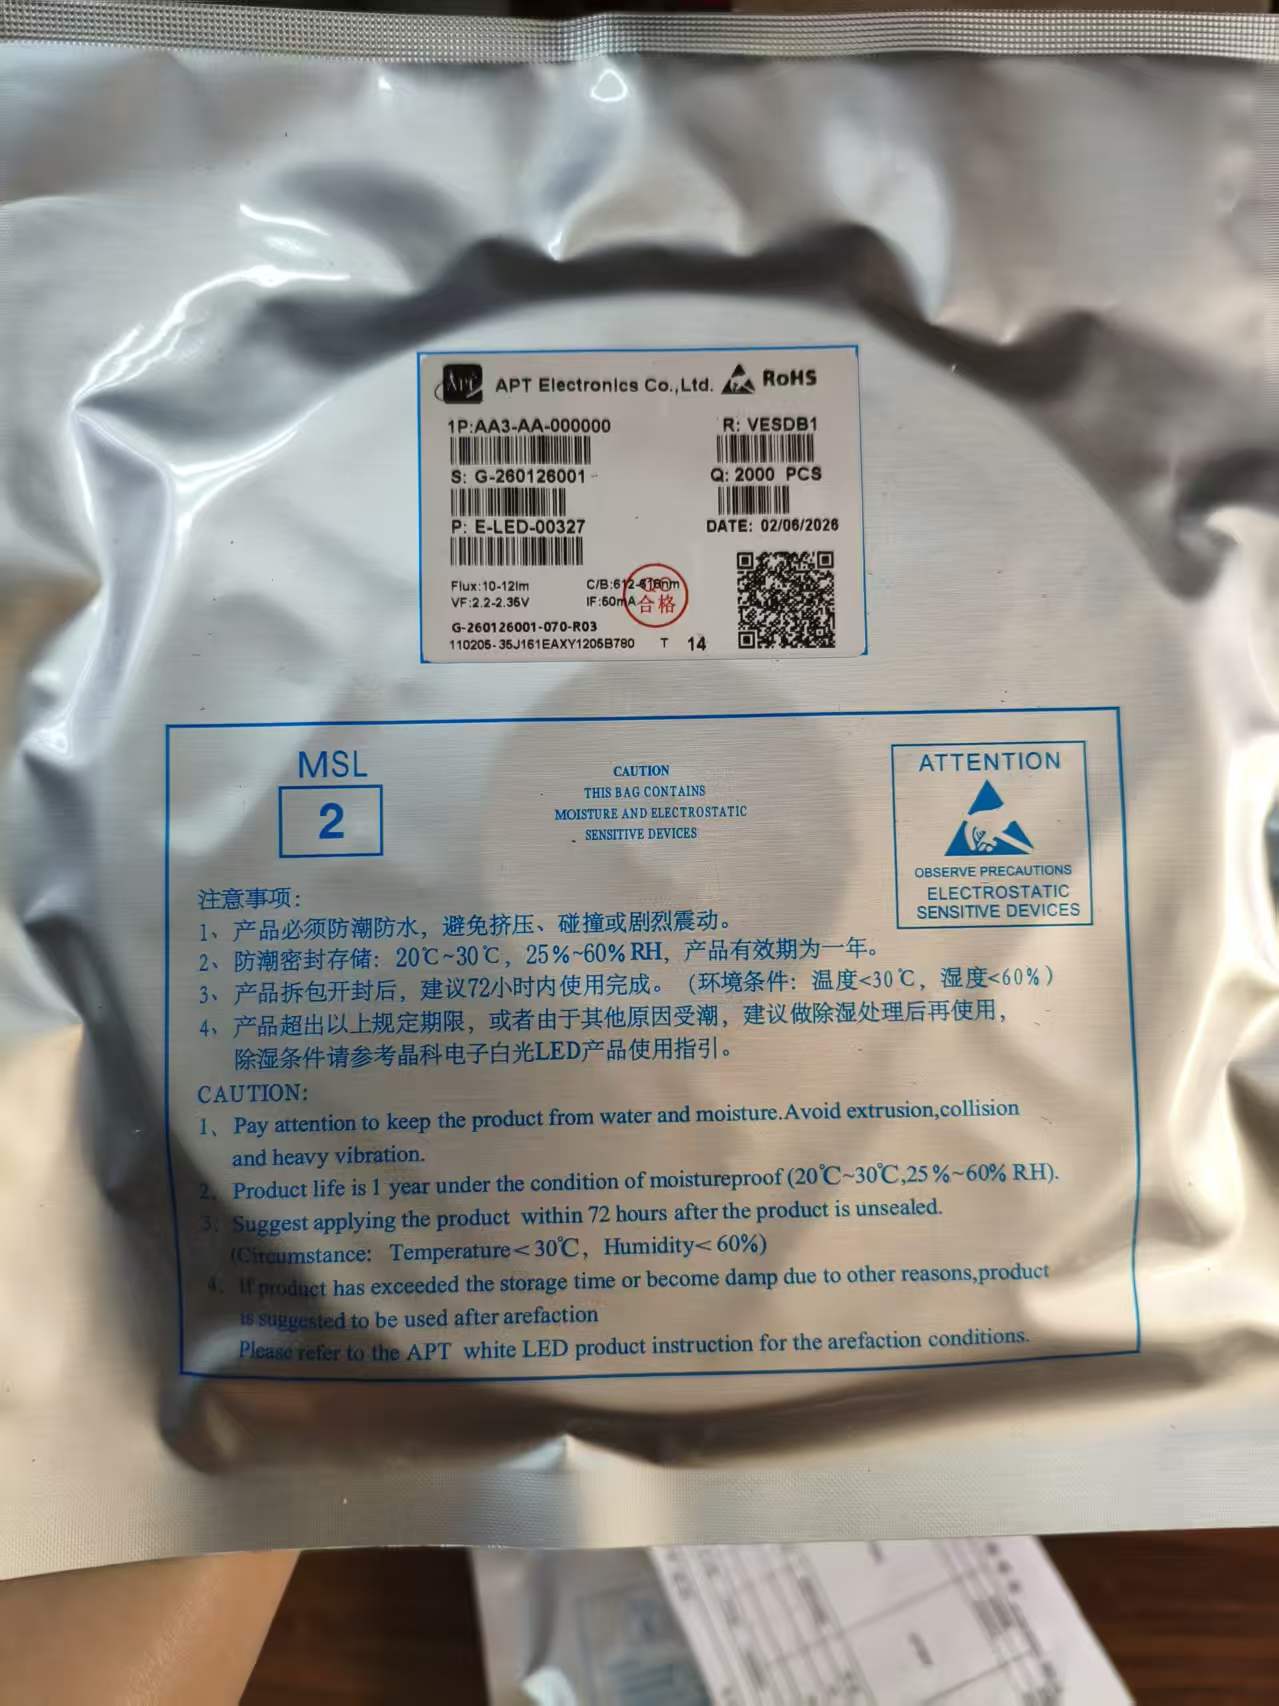 APT APT Electronics Co.,Ltd. RoHS
1P:AA3-AA-000000 R: VESDB1
S: G-260126001 Q: 2000 PCS
P: E-LED-00327 DATE: 02/06/2026
Flux:10-12lm C/B:612-616nm
VF:2.2-2.35V IF:60mA
合格
G-260126001-070-R03
110205-35J161EAXY1205B780 T 14
MSL
2
CAUTION
THIS BAG CONTAINS
MOISTURE AND ELECTROSTATIC
SENSITIVE DEVICES
ATTENTION
OBSERVE PRECAUTIONS
ELECTROSTATIC
SENSITIVE DEVICES
注意事项：
1、产品必须防潮防水，避免挤压、碰撞或剧烈震动。
2、防潮密封存储：20℃~30℃，25%~60% RH，产品有效期为一年。
3、产品拆包开封后，建议72小时内使用完成。（环境条件：温度<30℃，湿度<60%）
4、产品超出以上规定期限，或者由于其他原因受潮，建议做除湿处理后再使用，
除湿条件请参考晶科电子白光LED产品使用指引。
CAUTION:
1、Pay attention to keep the product from water and moisture.Avoid extrusion,collision
and heavy vibration.
2、Product life is 1 year under the condition of moistureproof (20℃~30℃,25%~60% RH).
3、Suggest applying the product within 72 hours after the product is unsealed.
(Circumstance: Temperature<30℃, Humidity<60%)
4、If product has exceeded the storage time or become damp due to other reasons,product
is suggested to be used after arefaction
Please refer to the APT white LED product instruction for the arefaction conditions.